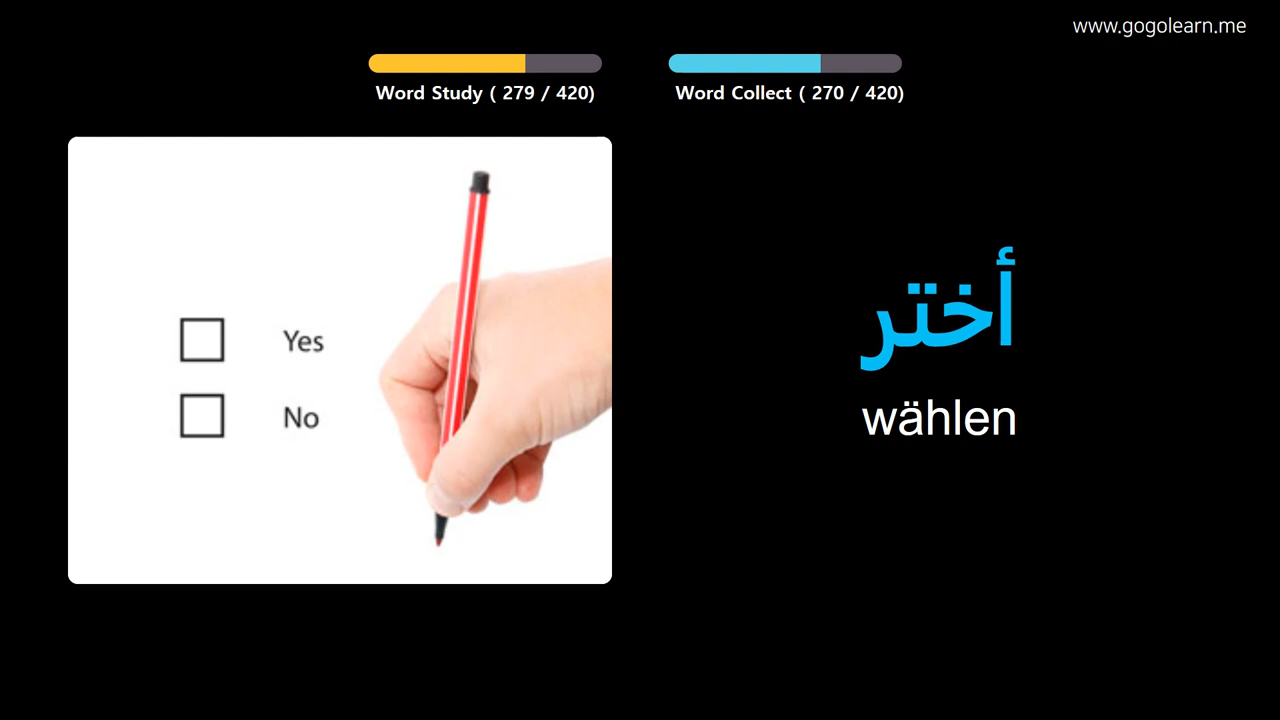 www.gogolearn.me
Word Study ( 279 / 420)
Word Collect ( 270 / 420)
Yes
No
أختر
wählen